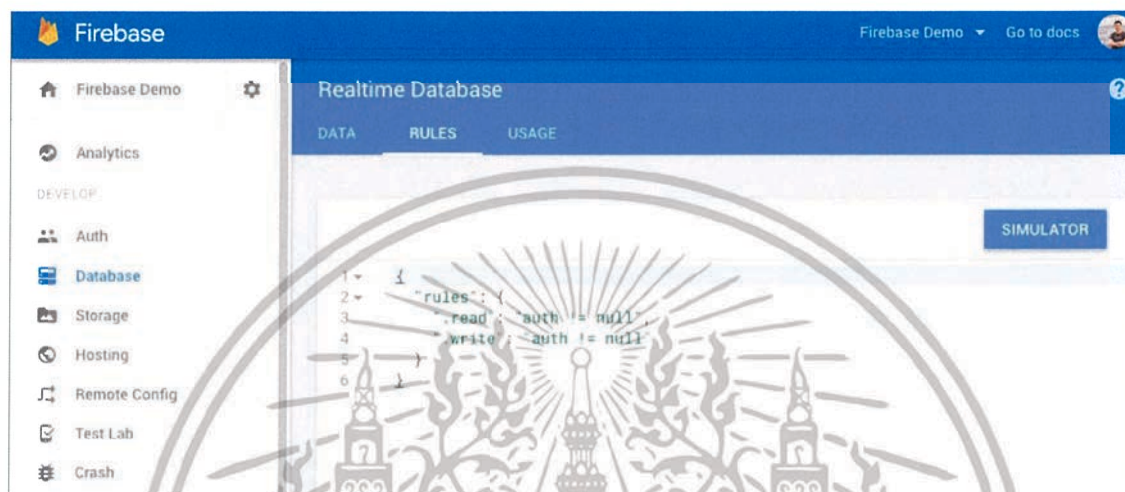 Firebase
Firebase Demo
Go to docs
Firebase Demo
Realtime Database
DATA RULES USAGE
Analytics
DEVELOP
SIMULATOR
Auth
Database
Storage
Hosting
Remote Config
Test Lab
Crash
1 {
2 "rules": {
3 ".read": "auth != null",
4 ".write": "auth != null"
5 }
6 }